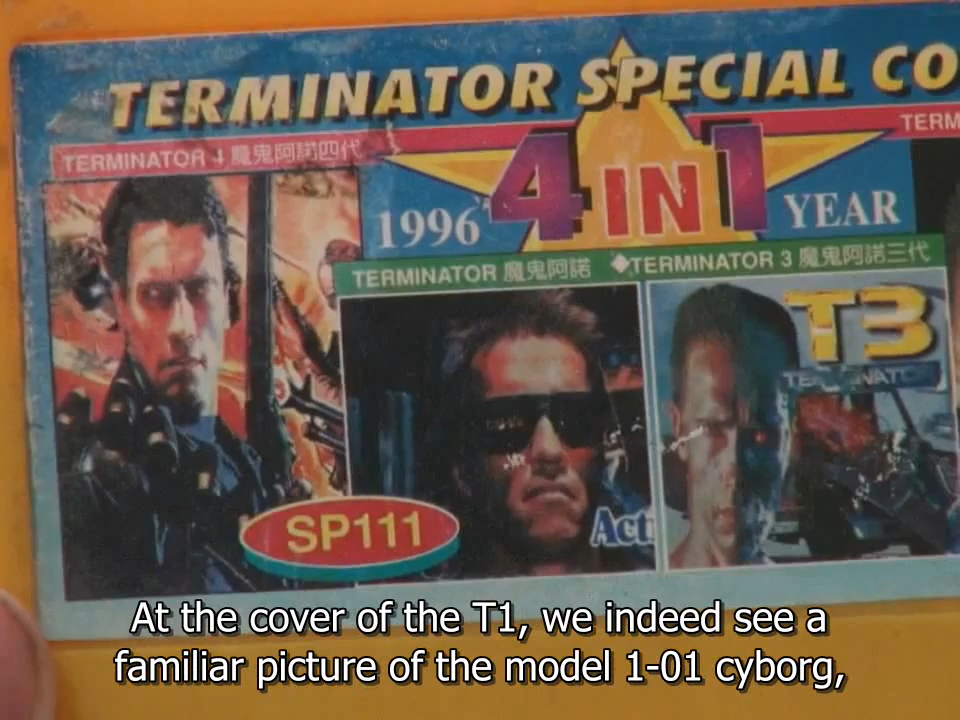 TERMINATOR SPECIAL CO
TERMINATOR 4 魔鬼阿諾四代
TERM
4 IN 1
1996 YEAR
TERMINATOR 魔鬼阿諾 ◆TERMINATOR 3 魔鬼阿諾三代
T3
SP111
Acti
At the cover of the T1, we indeed see a
familiar picture of the model 1-01 cyborg,